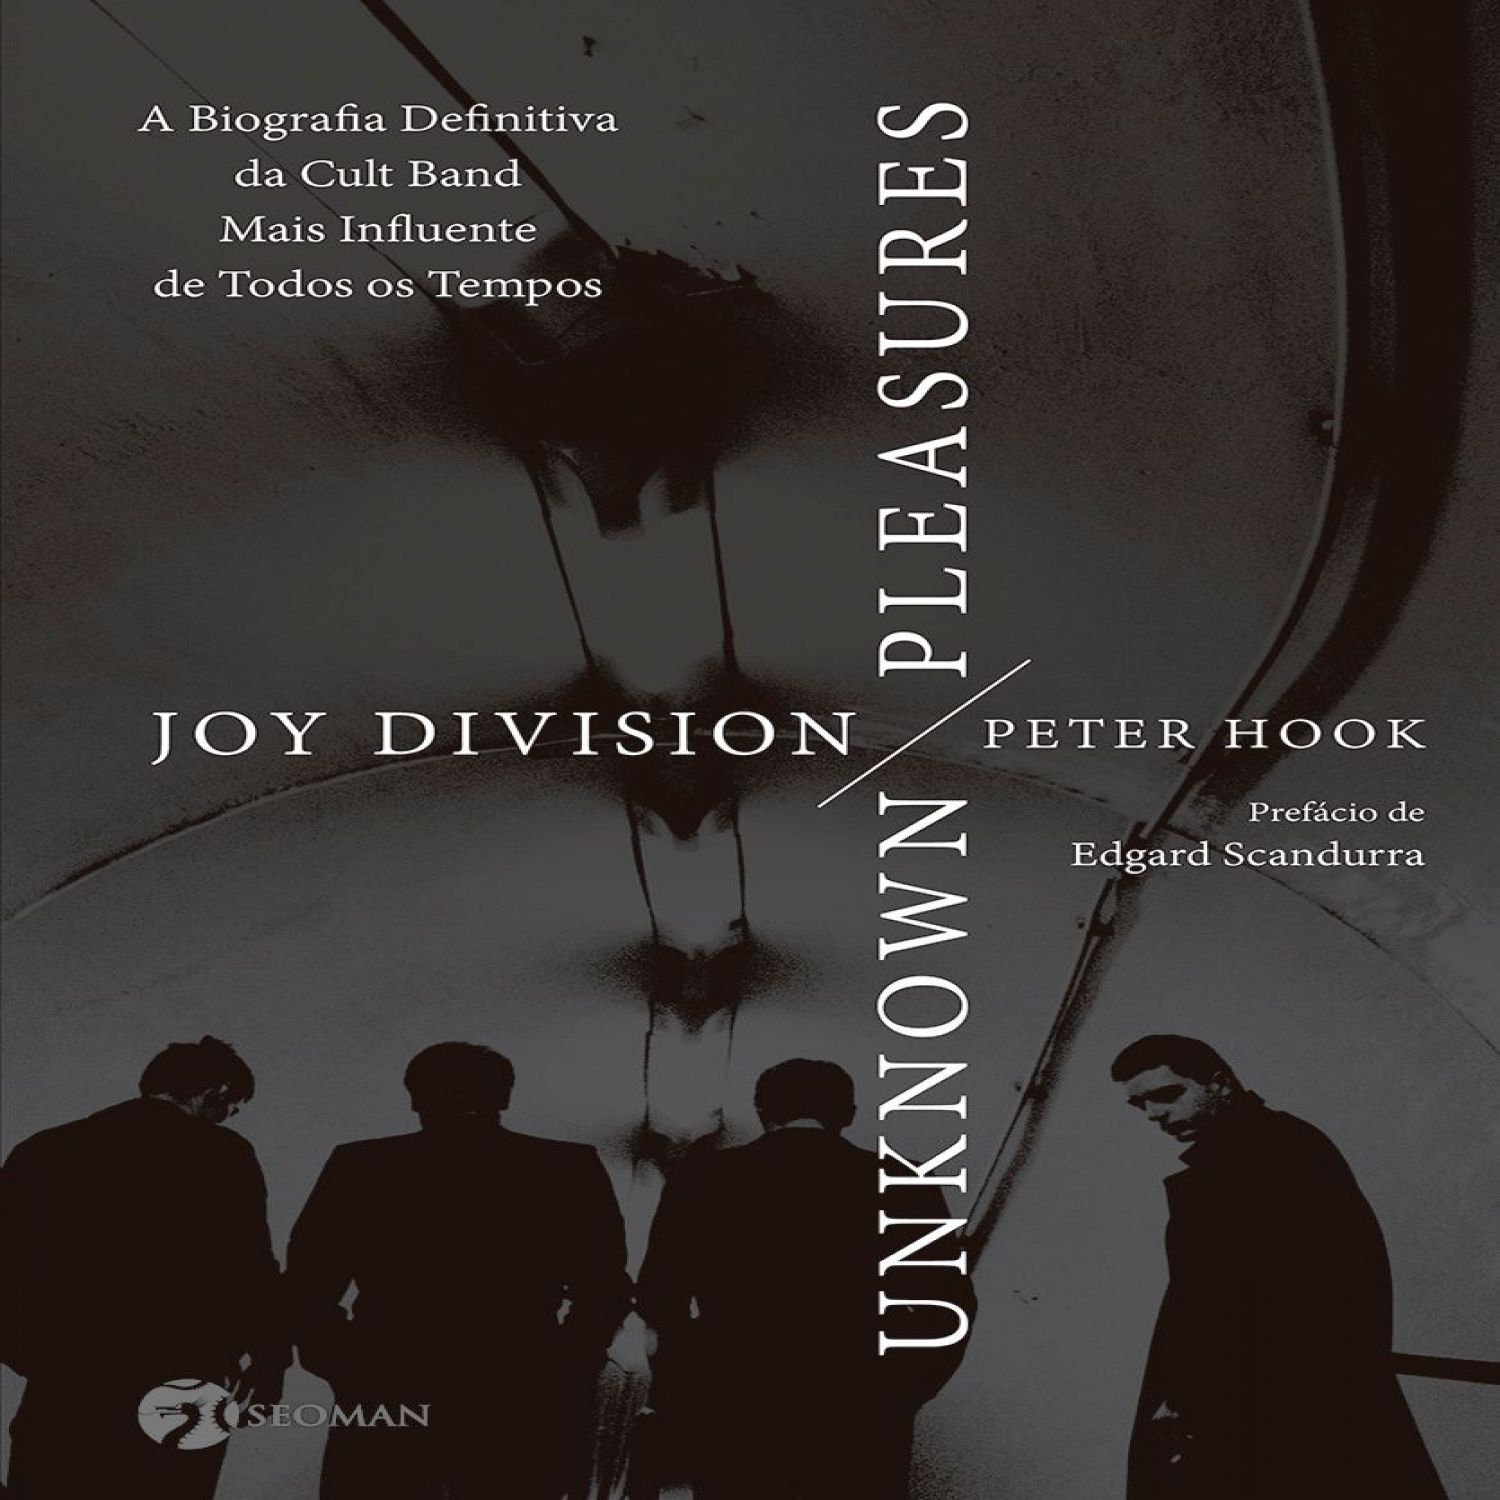 A Biografia Definitiva
da Cult Band
Mais Influente
de Todos os Tempos
UNKNOWN PLEASURES
JOY DIVISION
PETER HOOK
Prefácio de
Edgard Scandurra
SEOMAN